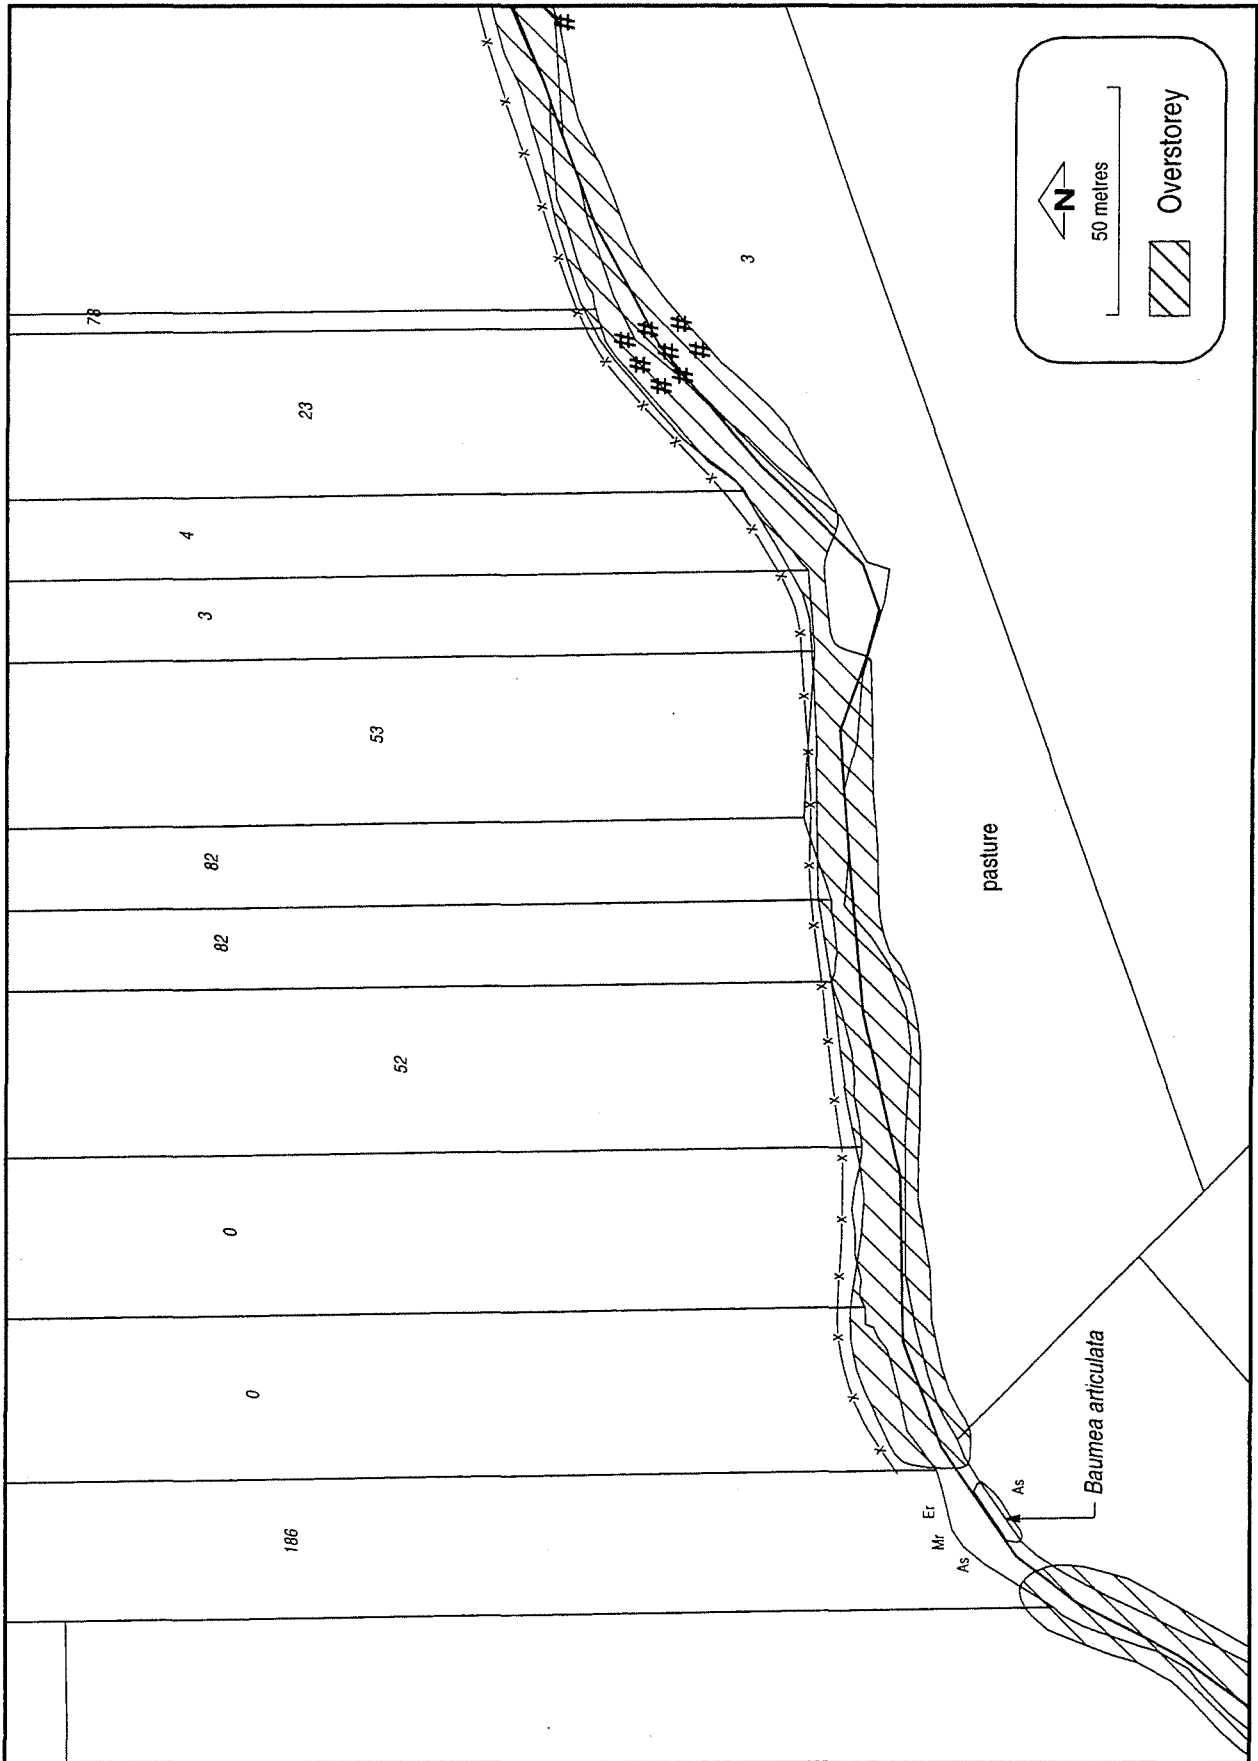 78
23
4
3
53
82
82
52
0
0
186
3
pasture
As
Mr
Er
As
Baumea articulata
N
50 metres
Overstorey